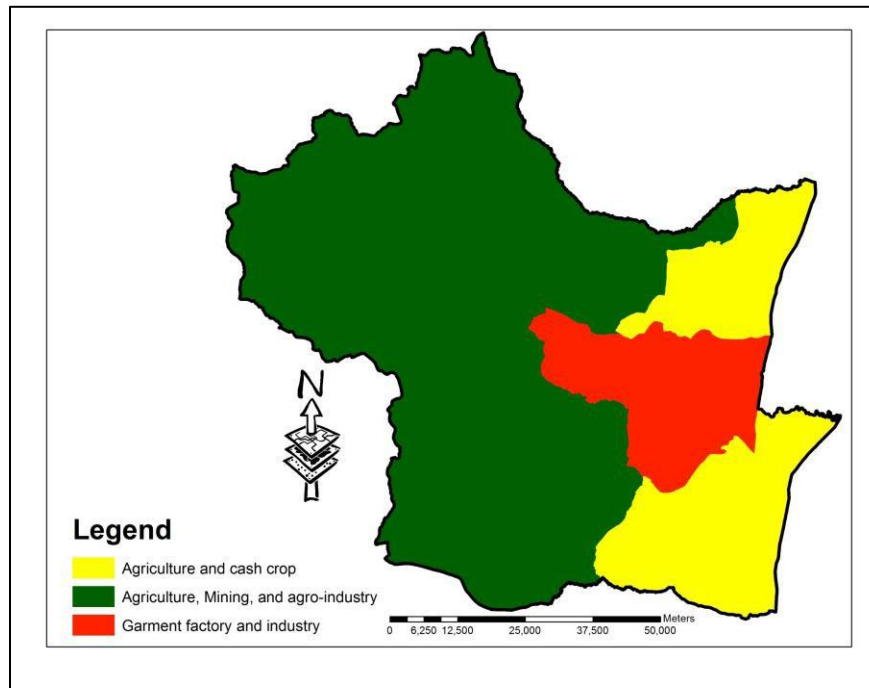 N
Legend
Agriculture and cash crop
Agriculture, Mining, and agro-industry
Garment factory and industry
Meters
0 6,250 12,500 25,000 37,500 50,000